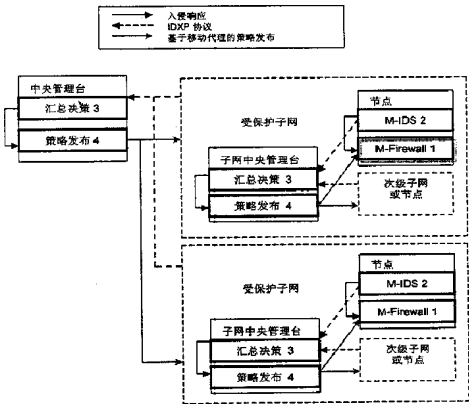 入侵响应
IDXP 协议
基于移动代理的策略发布
中央管理台
汇总决策 3
策略发布 4
受保护子网
节点
M-IDS 2
M-Firewall 1
子网中央管理台
汇总决策 3
策略发布 4
次级子网
或节点
受保护子网
节点
M-IDS 2
M-Firewall 1
子网中央管理台
汇总决策 3
策略发布 4
次级子网
或节点